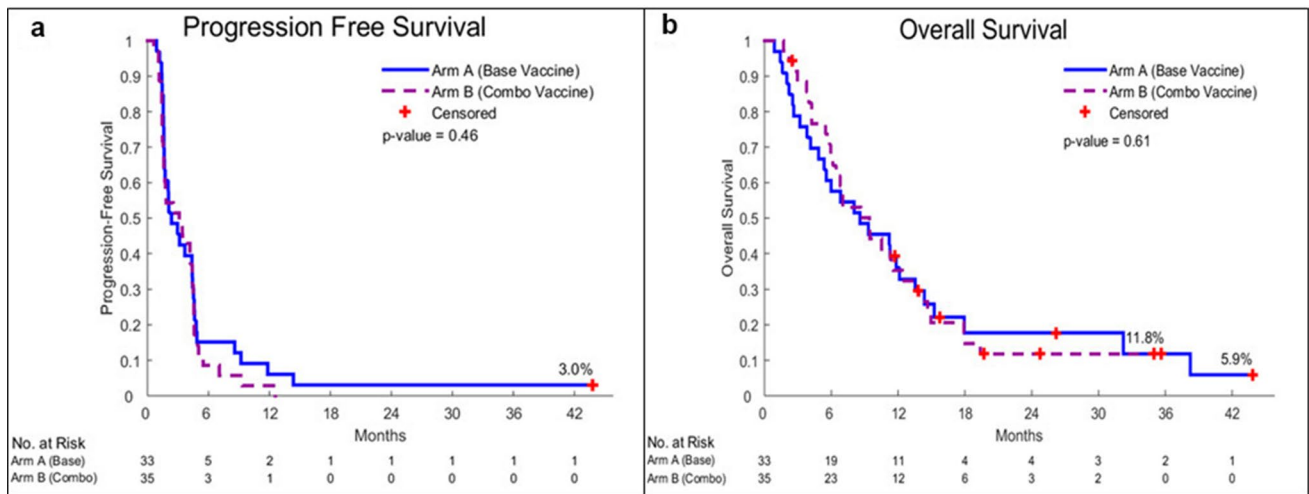 a
Progression Free Survival
1
0.9
0.8
0.7
0.6
0.5
0.4
0.3
0.2
0.1
0
Progression-Free Survival
Arm A (Base Vaccine)
Arm B (Combo Vaccine)
Censored
p-value = 0.46
3.0%
0 6 12 18 24 30 36 42
Months
No. at Risk
Arm A (Base) 33 5 2 1 1 1 1 1
Arm B (Combo) 35 3 1 0 0 0 0 0
b
Overall Survival
1
0.9
0.8
0.7
0.6
0.5
0.4
0.3
0.2
0.1
0
Overall Survival
Arm A (Base Vaccine)
Arm B (Combo Vaccine)
Censored
p-value = 0.61
11.8%
5.9%
0 6 12 18 24 30 36 42
Months
No. at Risk
Arm A (Base) 33 19 11 4 4 3 2 1
Arm B (Combo) 35 23 12 6 3 2 0 0